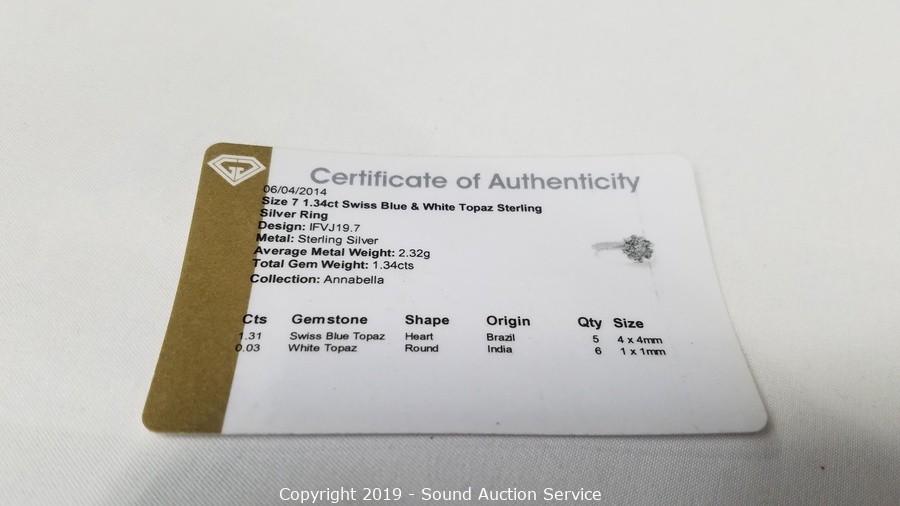 Certificate of Authenticity
06/04/2014
Size 7 1.34ct Swiss Blue & White Topaz Sterling
Silver Ring
Design: IFVJ19.7
Metal: Sterling Silver
Average Metal Weight: 2.32g
Total Gem Weight: 1.34cts
Collection: Annabella
Cts Gemstone Shape Origin Qty Size
1.31 Swiss Blue Topaz Heart Brazil 5 4 x 4mm
0.03 White Topaz Round India 6 1 x 1mm
Copyright 2019 - Sound Auction Service